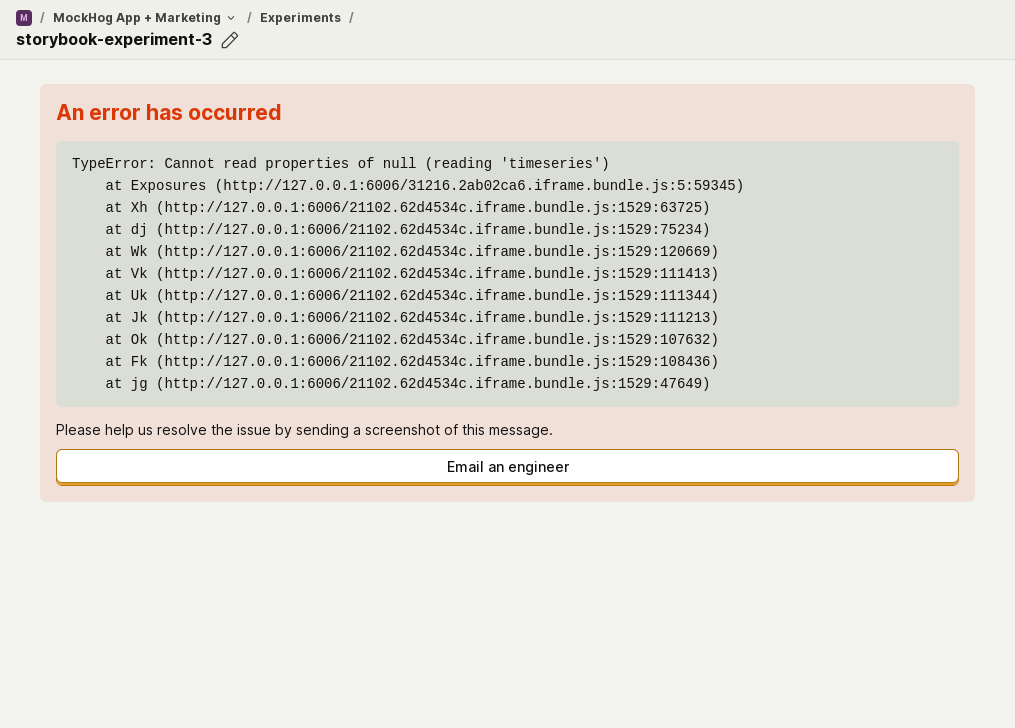 M / MockHog App + Marketing / Experiments /
storybook-experiment-3
An error has occurred
TypeError: Cannot read properties of null (reading 'timeseries')
    at Exposures (http://127.0.0.1:6006/31216.2ab02ca6.iframe.bundle.js:5:59345)
    at Xh (http://127.0.0.1:6006/21102.62d4534c.iframe.bundle.js:1529:63725)
    at dj (http://127.0.0.1:6006/21102.62d4534c.iframe.bundle.js:1529:75234)
    at Wk (http://127.0.0.1:6006/21102.62d4534c.iframe.bundle.js:1529:120669)
    at Vk (http://127.0.0.1:6006/21102.62d4534c.iframe.bundle.js:1529:111413)
    at Uk (http://127.0.0.1:6006/21102.62d4534c.iframe.bundle.js:1529:111344)
    at Jk (http://127.0.0.1:6006/21102.62d4534c.iframe.bundle.js:1529:111213)
    at Ok (http://127.0.0.1:6006/21102.62d4534c.iframe.bundle.js:1529:107632)
    at Fk (http://127.0.0.1:6006/21102.62d4534c.iframe.bundle.js:1529:108436)
    at jg (http://127.0.0.1:6006/21102.62d4534c.iframe.bundle.js:1529:47649)
Please help us resolve the issue by sending a screenshot of this message.
Email an engineer